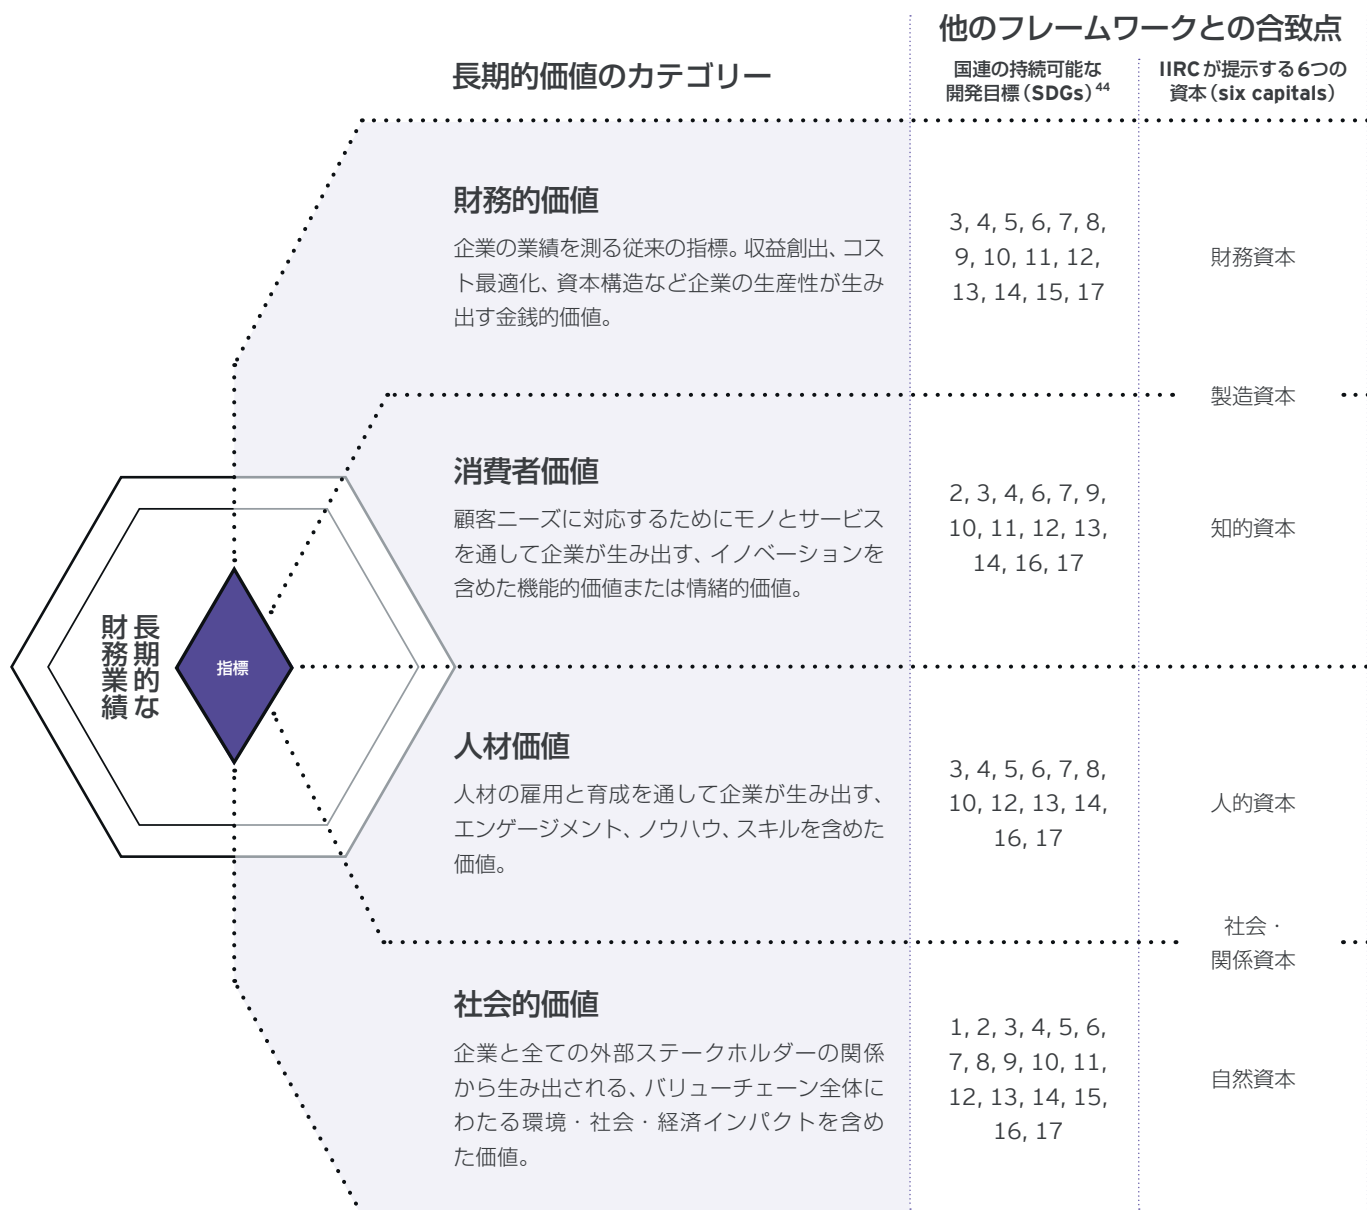 他のフレームワークとの合致点
長期的価値のカテゴリー
国連の持続可能な
開発目標（SDGs）44
IIRCが提示する6つの
資本（six capitals）
財務的価値
企業の業績を測る従来の指標。収益創出、コス
ト最適化、資本構造など企業の生産性が生み
出す金銭的価値。
3, 4, 5, 6, 7, 8,
9, 10, 11, 12,
13, 14, 15, 17
財務資本
製造資本
消費者価値
顧客ニーズに対応するためにモノとサービス
を通して企業が生み出す、イノベーションを
含めた機能的価値または情緒的価値。
2, 3, 4, 6, 7, 9,
10, 11, 12, 13,
14, 16, 17
知的資本
長期的な
財務業績
指標
人材価値
人材の雇用と育成を通して企業が生み出す、
エンゲージメント、ノウハウ、スキルを含めた
価値。
3, 4, 5, 6, 7, 8,
10, 12, 13, 14,
16, 17
人的資本
社会・
関係資本
社会的価値
企業と全ての外部ステークホルダーの関係
から生み出される、バリューチェーン全体に
わたる環境・社会・経済インパクトを含め
た価値。
1, 2, 3, 4, 5, 6,
7, 8, 9, 10, 11,
12, 13, 14, 15,
16, 17
自然資本